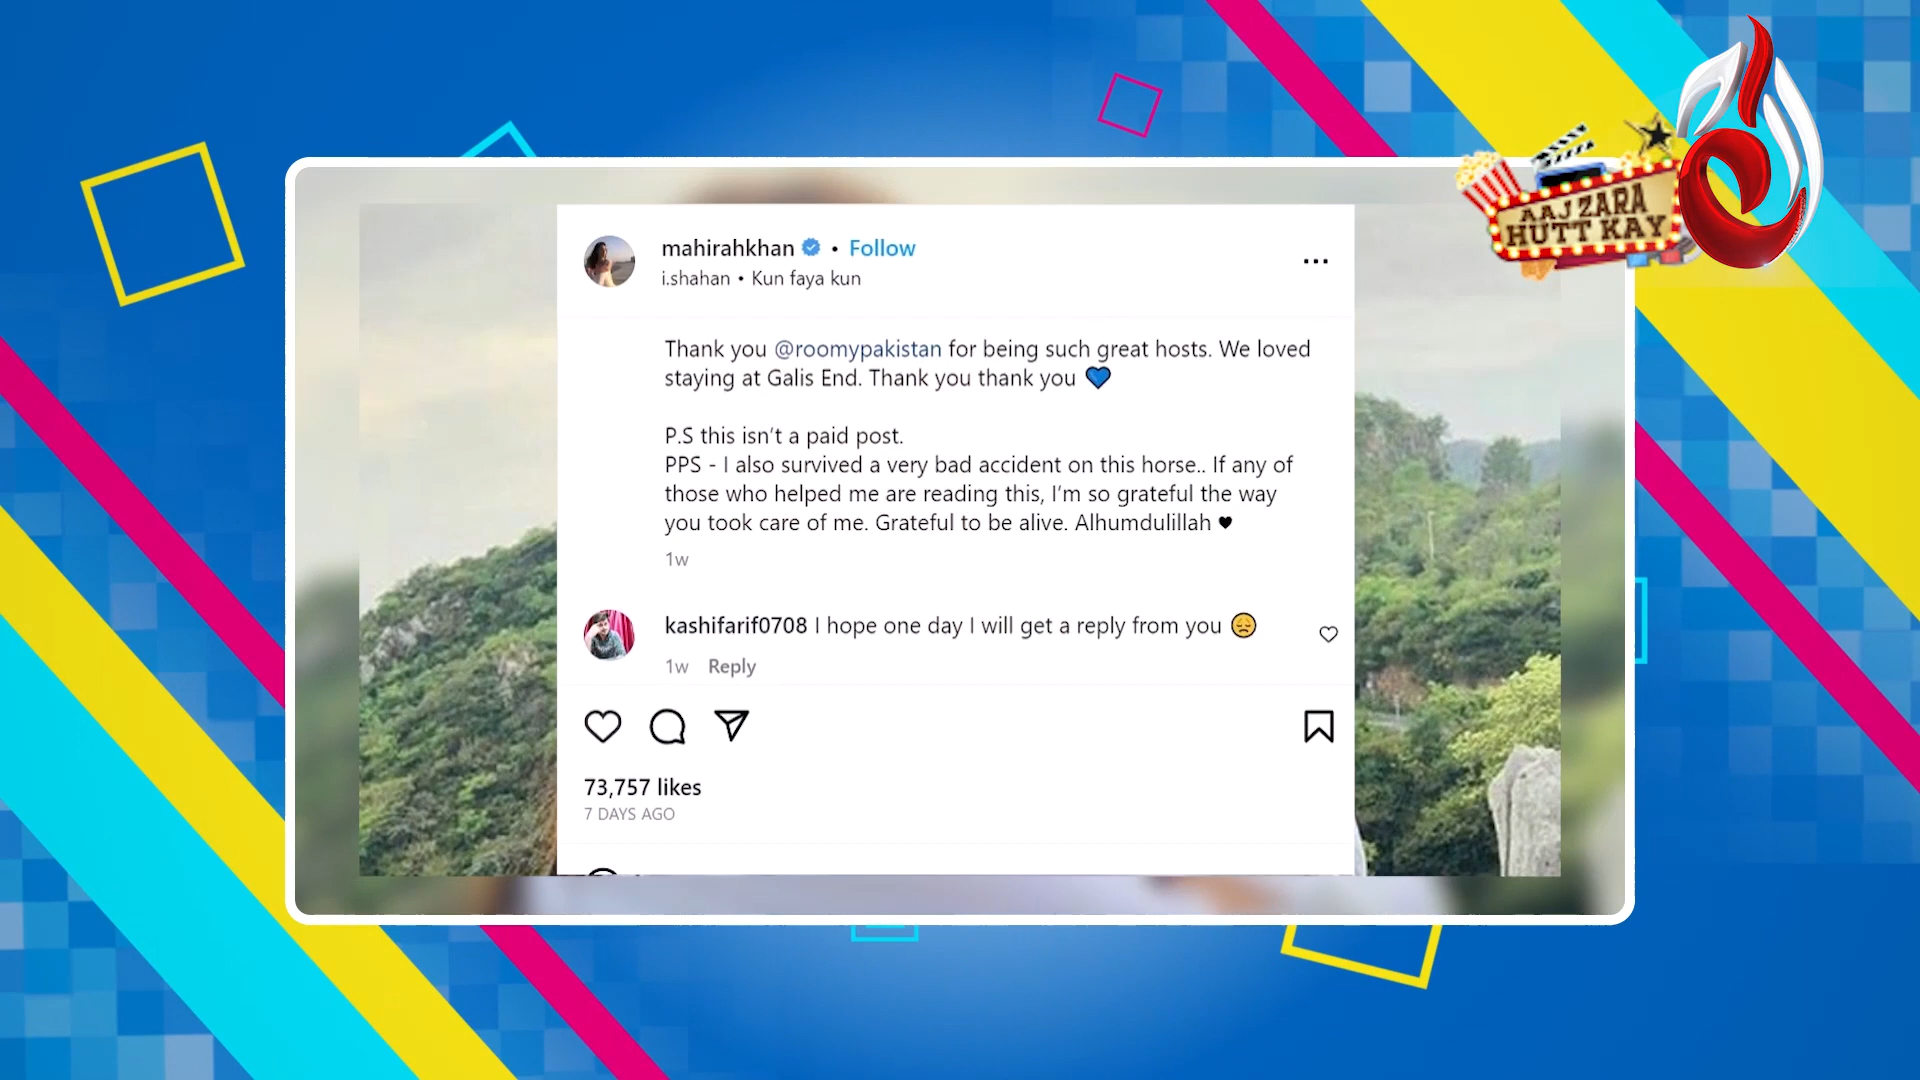 AAJ ZARA
HUTT KAY
mahirahkhan • Follow
i.shahan • Kun faya kun
Thank you @roomypakistan for being such great hosts. We loved
staying at Galis End. Thank you thank you 💙
P.S this isn't a paid post.
PPS - I also survived a very bad accident on this horse.. If any of
those who helped me are reading this, I'm so grateful the way
you took care of me. Grateful to be alive. Alhumdulillah ♥
1w
kashifarif0708 I hope one day I will get a reply from you 😔
1w Reply
73,757 likes
7 DAYS AGO